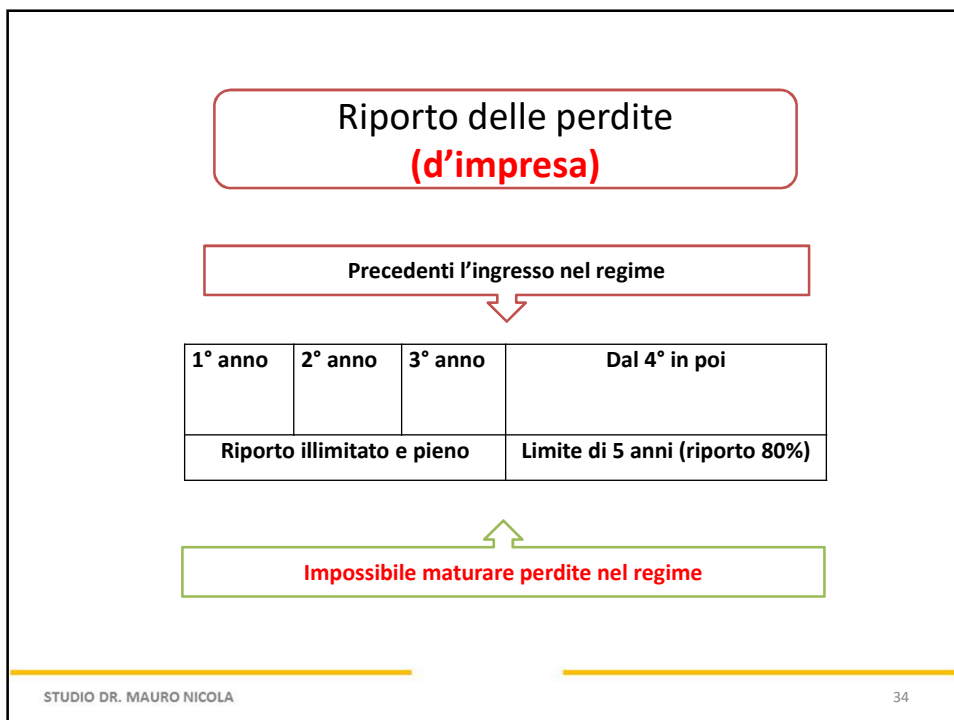 Riporto delle perdite
(d’impresa)
Precedenti l’ingresso nel regime
1° anno 2° anno 3° anno Dal 4° in poi
Riporto illimitato e pieno Limite di 5 anni (riporto 80%)
Impossibile maturare perdite nel regime
STUDIO DR. MAURO NICOLA 34